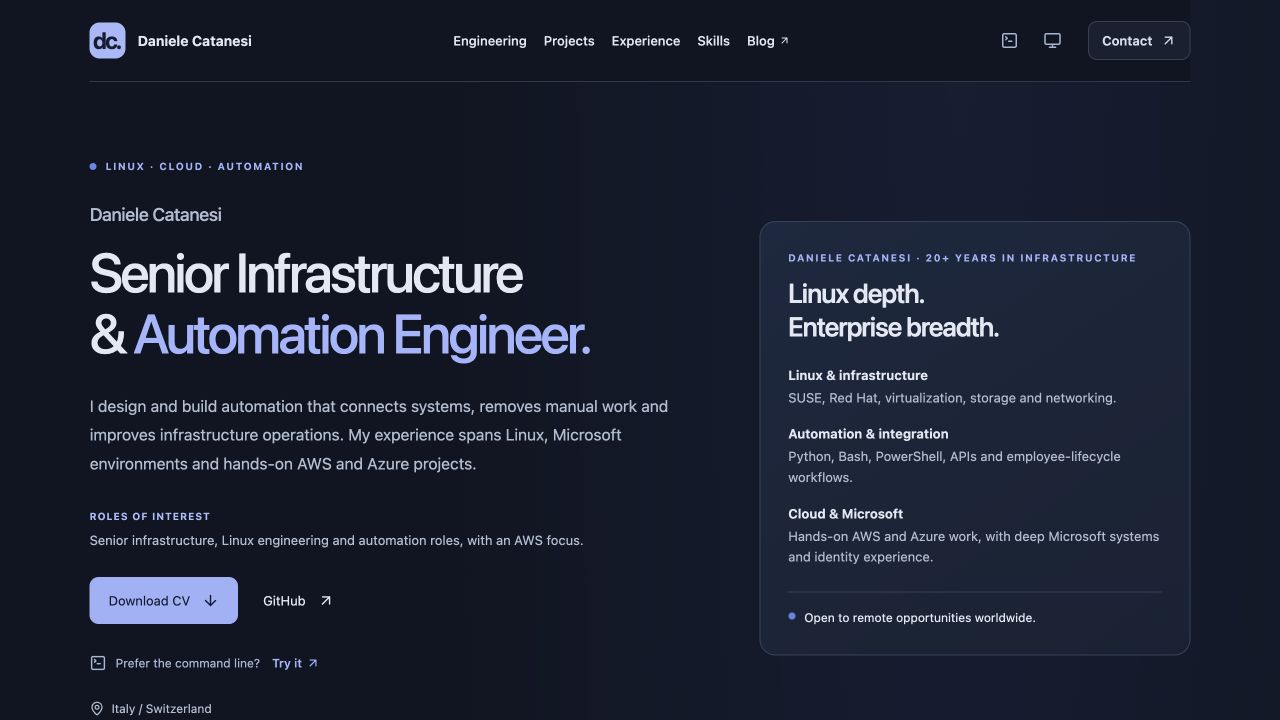 dc.
Daniele Catanesi
Engineering
Projects
Experience
Skills
Blog
Contact
LINUX · CLOUD · AUTOMATION
Daniele Catanesi
Senior Infrastructure
& Automation Engineer.
I design and build automation that connects systems, removes manual work and
improves infrastructure operations. My experience spans Linux, Microsoft
environments and hands-on AWS and Azure projects.
ROLES OF INTEREST
Senior infrastructure, Linux engineering and automation roles, with an AWS focus.
Download CV
GitHub
Prefer the command line? Try it
Italy / Switzerland
DANIELE CATANESI · 20+ YEARS IN INFRASTRUCTURE
Linux depth.
Enterprise breadth.
Linux & infrastructure
SUSE, Red Hat, virtualization, storage and networking.
Automation & integration
Python, Bash, PowerShell, APIs and employee-lifecycle
workflows.
Cloud & Microsoft
Hands-on AWS and Azure work, with deep Microsoft systems
and identity experience.
Open to remote opportunities worldwide.